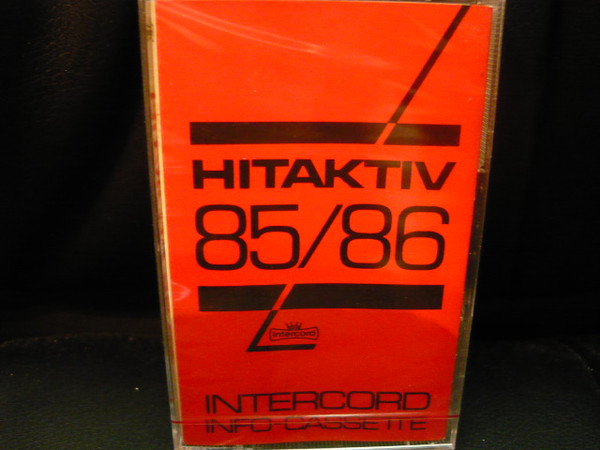 HITAKTIV
85/86
intercord
INTERCORD
INFO-CASSETTE